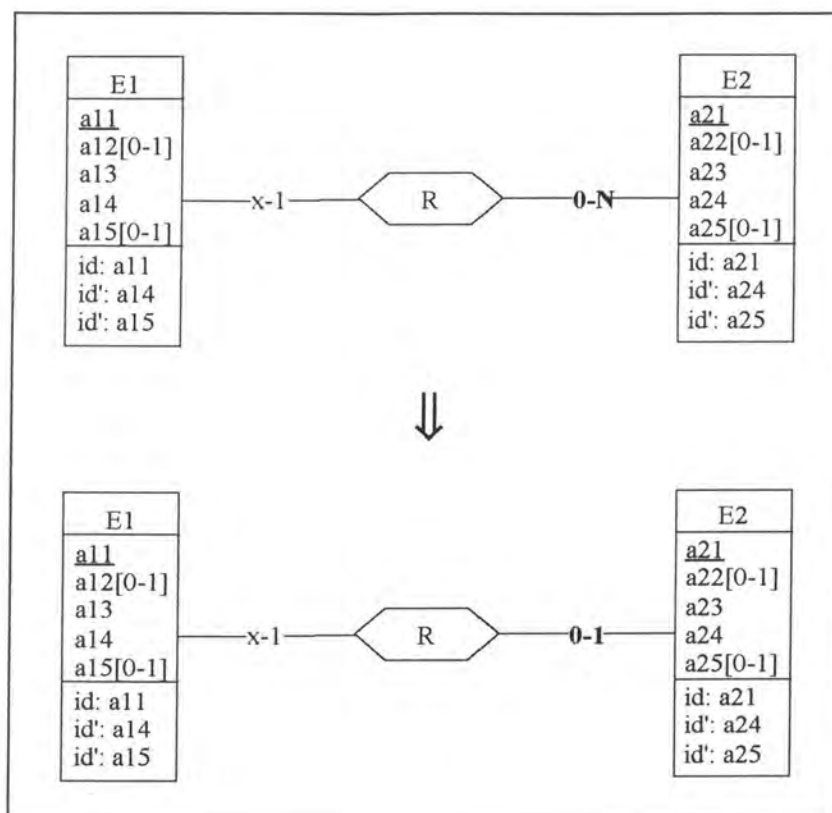 E1
a11
a12[0-1]
a13
a14
a15[0-1]
id: a11
id': a14
id': a15
x-1
R
0-N
E2
a21
a22[0-1]
a23
a24
a25[0-1]
id: a21
id': a24
id': a25
⇓
E1
a11
a12[0-1]
a13
a14
a15[0-1]
id: a11
id': a14
id': a15
x-1
R
0-1
E2
a21
a22[0-1]
a23
a24
a25[0-1]
id: a21
id': a24
id': a25